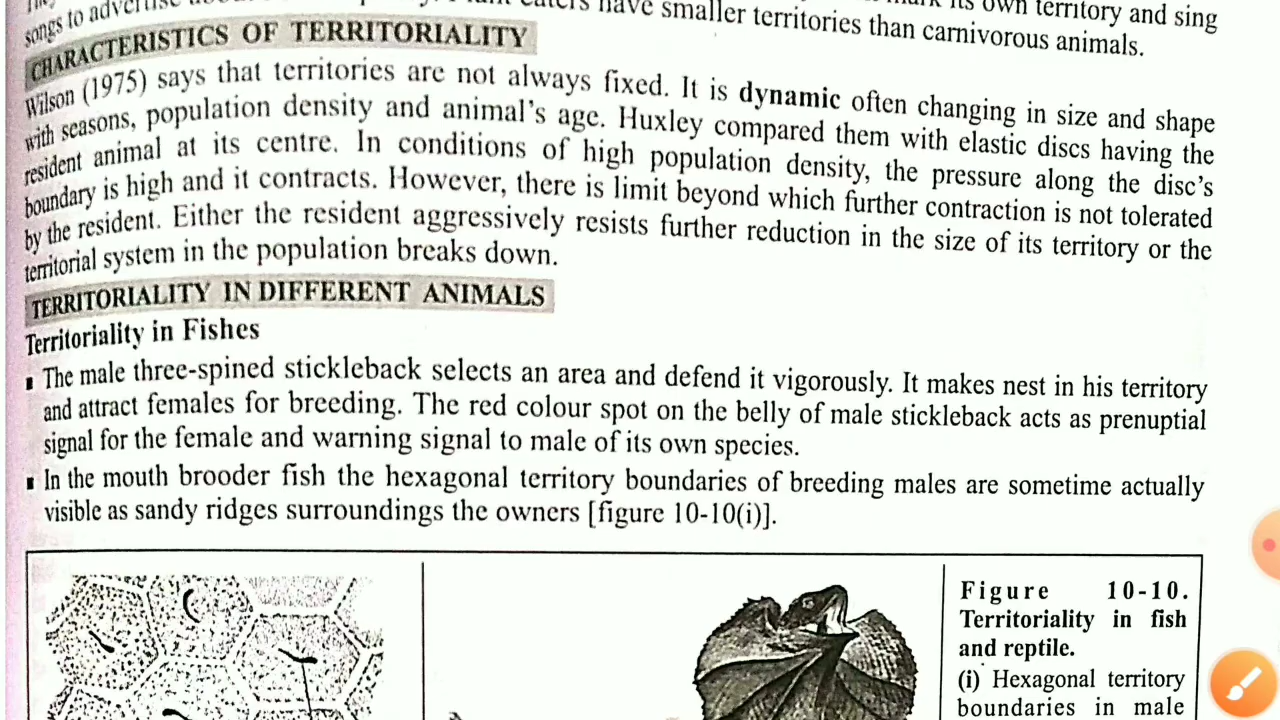 mark its own territory and sing
songs to advertise eaters have smaller territories than carnivorous animals.
CHARACTERISTICS OF TERRITORIALITY
Wilson (1975) says that territories are not always fixed. It is dynamic often changing in size and shape
with seasons, population density and animal's age. Huxley compared them with elastic discs having the
resident animal at its centre. In conditions of high population density, the pressure along the disc's
boundary is high and it contracts. However, there is limit beyond which further contraction is not tolerated
by the resident. Either the resident aggressively resists further reduction in the size of its territory or the
territorial system in the population breaks down.
TERRITORIALITY IN DIFFERENT ANIMALS
Territoriality in Fishes
▪ The male three-spined stickleback selects an area and defend it vigorously. It makes nest in his territory
and attract females for breeding. The red colour spot on the belly of male stickleback acts as prenuptial
signal for the female and warning signal to male of its own species.
▪ In the mouth brooder fish the hexagonal territory boundaries of breeding males are sometime actually
visible as sandy ridges surroundings the owners [figure 10-10(i)].
Figure 10-10.
Territoriality in fish
and reptile.
(i) Hexagonal territory
boundaries in male